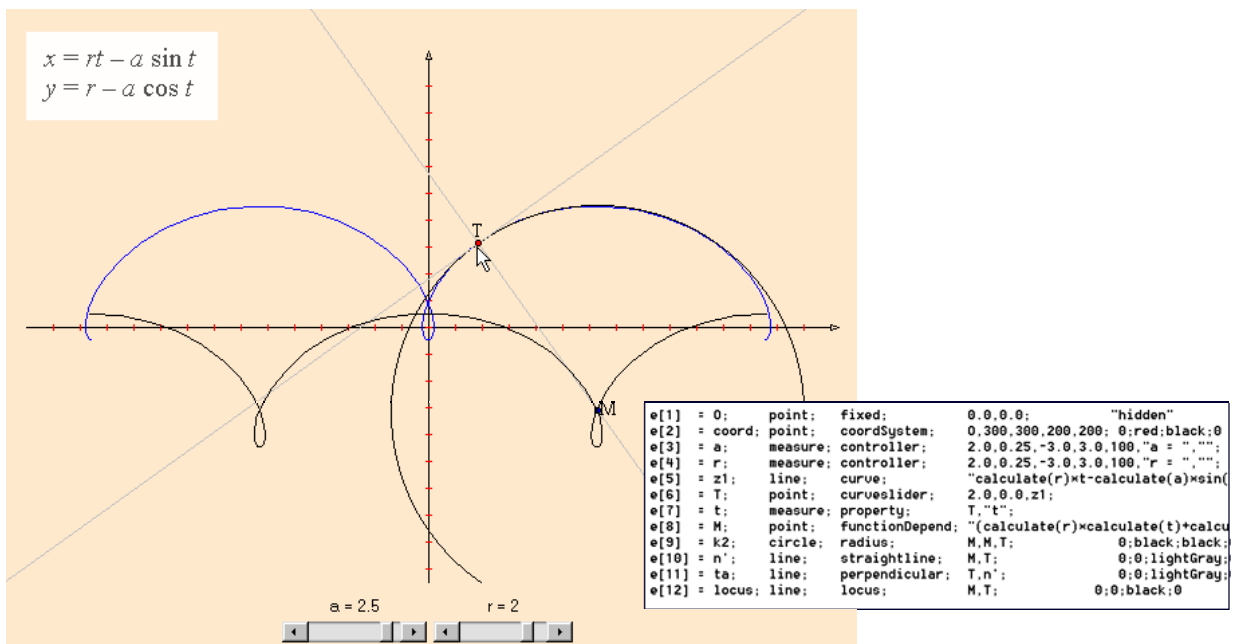 x = rt – a sin t
y = r – a cos t
T
M
e[1] = O; point; fixed; 0.0,0.0; "hidden"
e[2] = coord; point; coordSystem; O,300,300,200,200; 0;red;black;0
e[3] = a; measure; controller; 2.0,0.25,-3.0,3.0,100,"a = ","";
e[4] = r; measure; controller; 2.0,0.25,-3.0,3.0,100,"r = ","";
e[5] = z1; line; curve; "calculate(r)×t-calculate(a)×sin(
e[6] = T; point; curveslider; 2.0,0.0,z1;
e[7] = t; measure; property; T,"t";
e[8] = M; point; functionDepend; "(calculate(r)×calculate(t)+calcu
e[9] = k2; circle; radius; M,M,T; 0;black;black;
e[10] = n'; line; straightline; M,T; 0;0;lightGray;
e[11] = ta; line; perpendicular; T,n'; 0;0;lightGray;
e[12] = locus; line; locus; M,T; 0;0;black;0
a = 2.5 r = 2